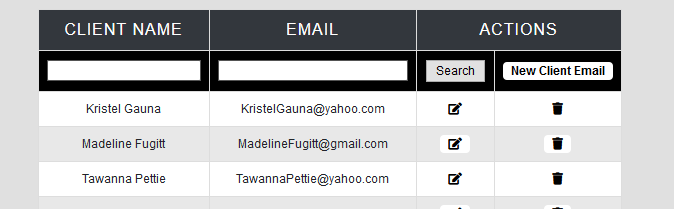 CLIENT NAME EMAIL ACTIONS
Search New Client Email
Kristel Gauna KristelGauna@yahoo.com
Madeline Fugitt MadelineFugitt@gmail.com
Tawanna Pettie TawannaPettie@yahoo.com